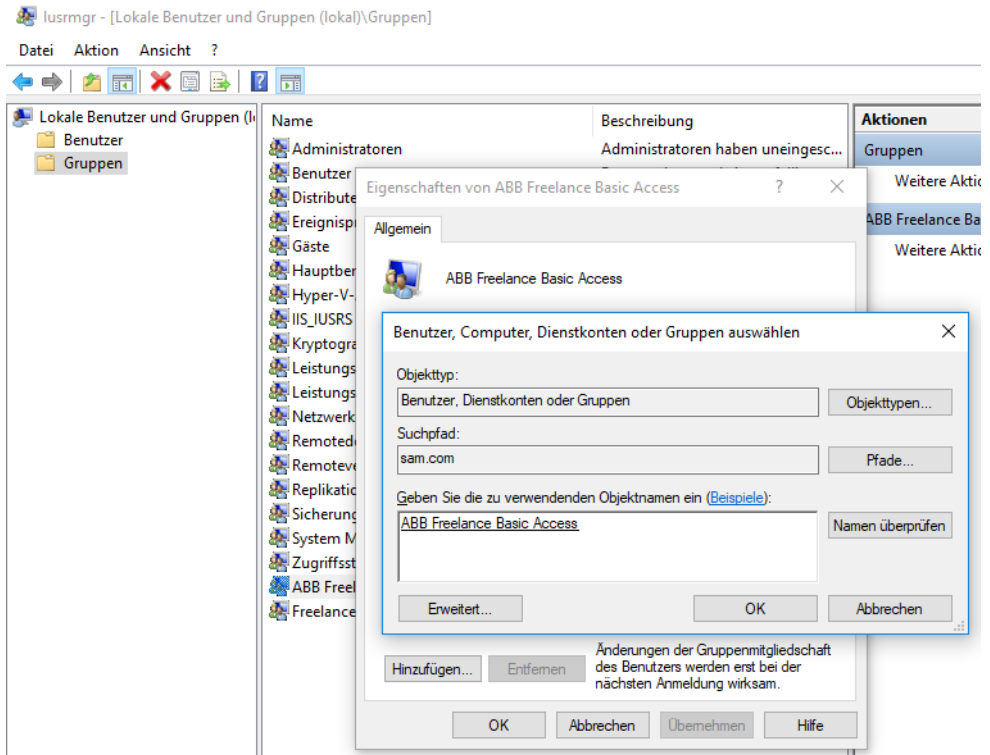 lusrmgr - [Lokale Benutzer und Gruppen (lokal)\Gruppen]
Datei Aktion Ansicht ?
Lokale Benutzer und Gruppen (l
Benutzer
Gruppen
Name Beschreibung
Administratoren Administratoren haben uneingesc...
Benutzer
Distribute
Ereignisp
Gäste
Hauptber
Hyper-V-
IIS_IUSRS
Kryptogra
Leistungs
Leistungs
Netzwerk
Remoted
Remoteve
Replikatio
Sicherung
System M
Zugriffsst
ABB Freel
Freelance
Aktionen
Gruppen
Weitere Aktio
ABB Freelance Ba
Weitere Aktio
Eigenschaften von ABB Freelance Basic Access ?
Allgemein
ABB Freelance Basic Access
Benutzer, Computer, Dienstkonten oder Gruppen auswählen
Objekttyp:
Benutzer, Dienstkonten oder Gruppen Objekttypen...
Suchpfad:
sam.com Pfade...
Geben Sie die zu verwendenden Objektnamen ein (Beispiele):
ABB Freelance Basic Access Namen überprüfen
Erweitert... OK Abbrechen
Hinzufügen... Entfernen
Änderungen der Gruppenmitgliedschaft
des Benutzers werden erst bei der
nächsten Anmeldung wirksam.
OK Abbrechen Übernehmen Hilfe